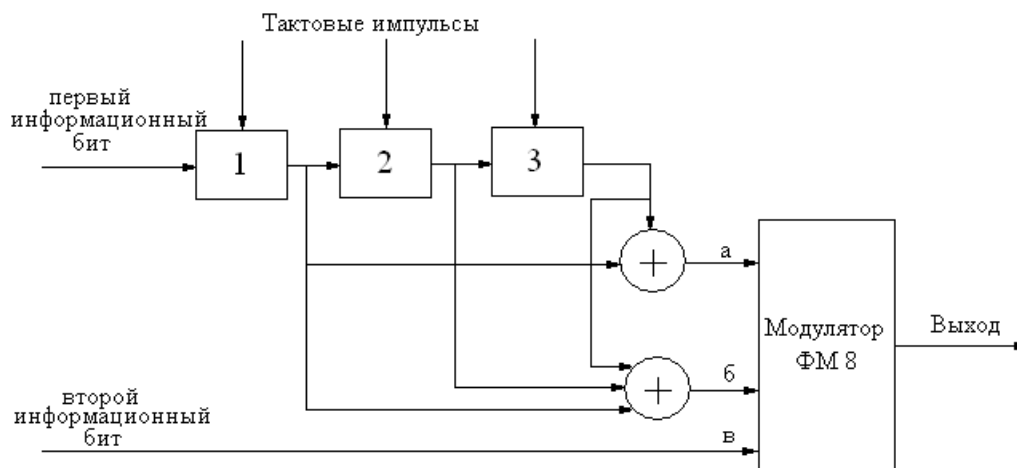 Тактовые импульсы
первый
информационный
бит
1
2
3
+
а
Модулятор
ФМ 8
Выход
+
б
второй
информационный
бит
в